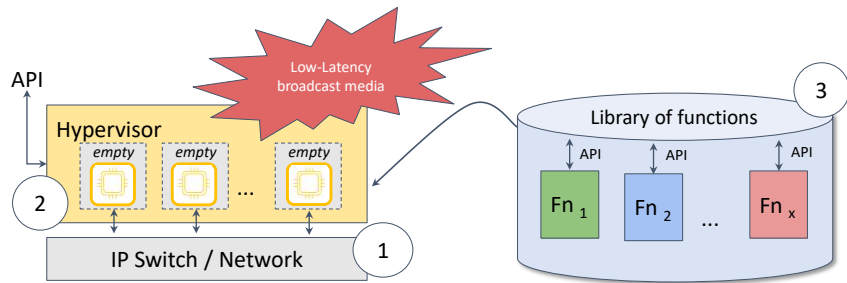 Low-Latency
broadcast media
API
Hypervisor
empty
empty
...
empty
2
IP Switch / Network
1
3
Library of functions
API
API
API
Fn 1
Fn 2
...
Fn x